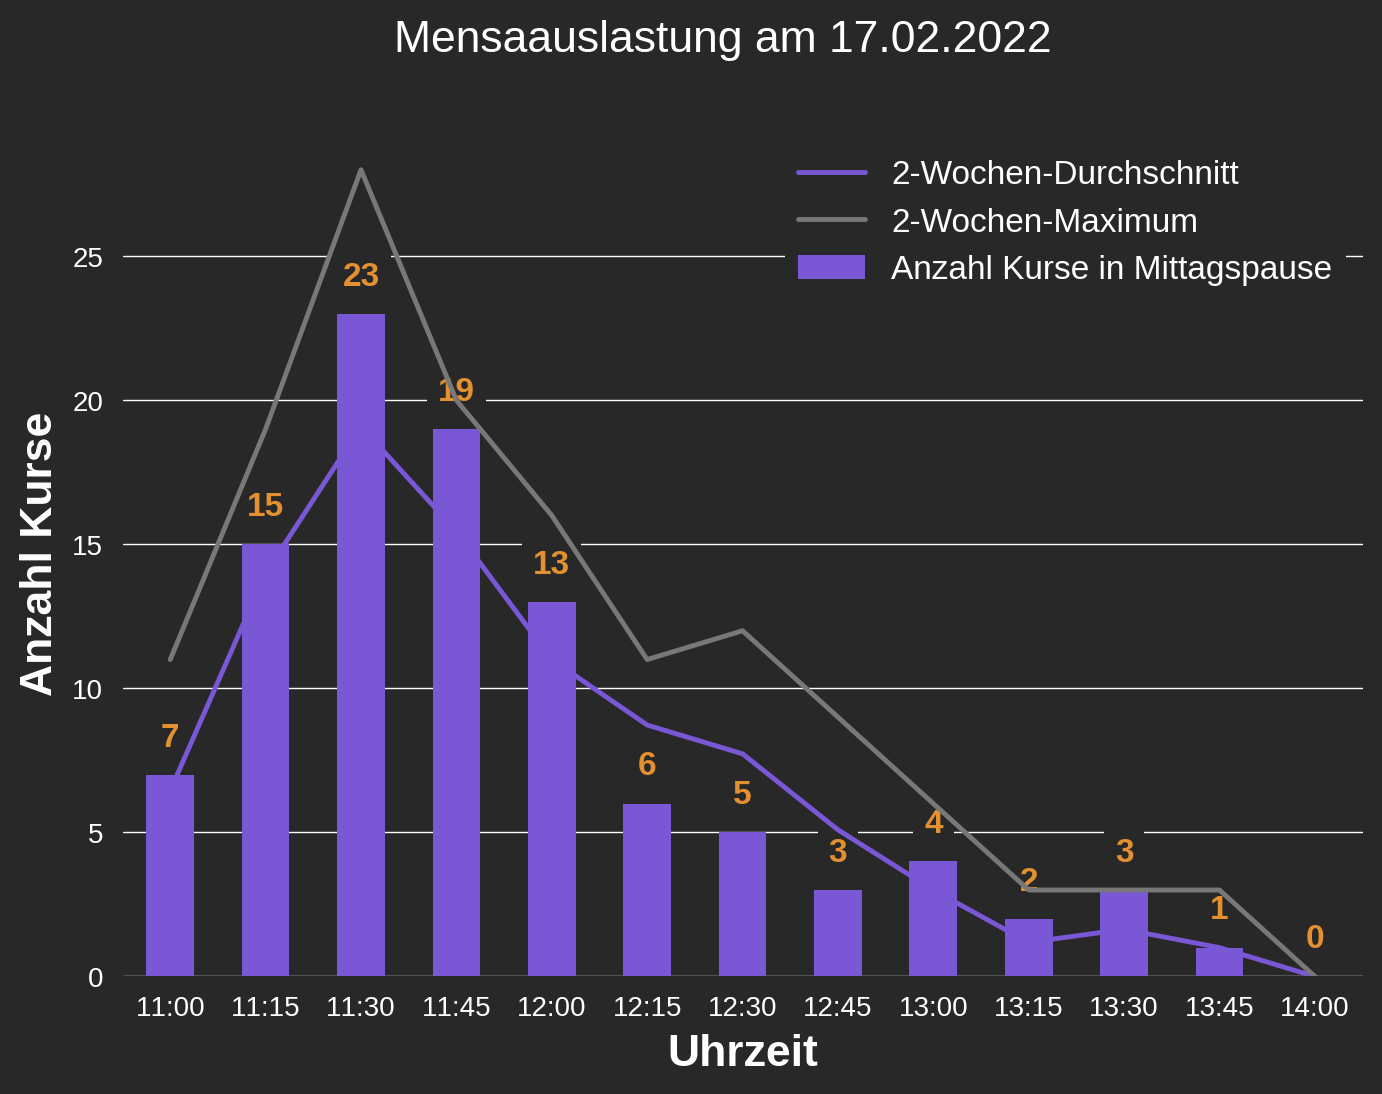 Mensaauslastung am 17.02.2022
2-Wochen-Durchschnitt
2-Wochen-Maximum
Anzahl Kurse in Mittagspause
Anzahl Kurse
25
20
15
10
5
0
7
15
23
19
13
6
5
3
4
2
3
1
0
11:00 11:15 11:30 11:45 12:00 12:15 12:30 12:45 13:00 13:15 13:30 13:45 14:00
Uhrzeit